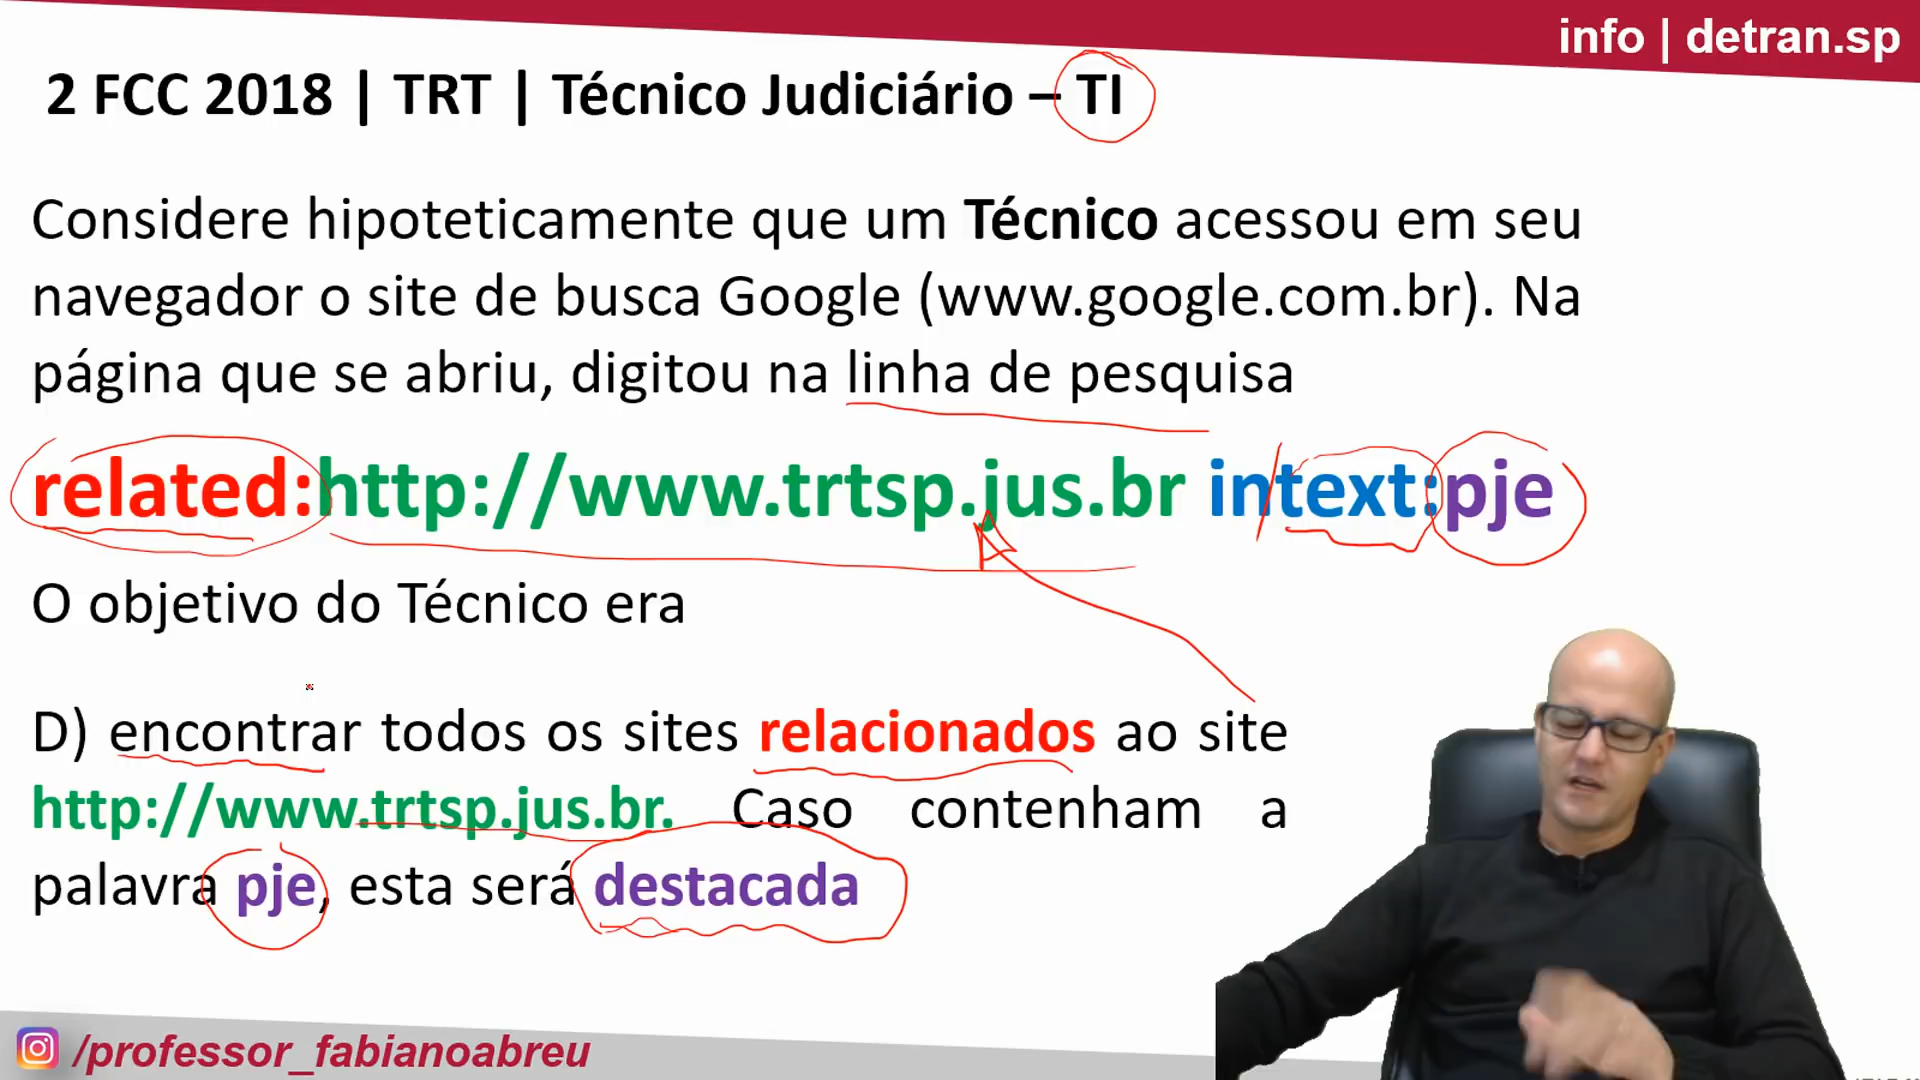 info | detran.sp
2 FCC 2018 | TRT | Técnico Judiciário – TI
Considere hipoteticamente que um Técnico acessou em seu
navegador o site de busca Google (www.google.com.br). Na
página que se abriu, digitou na linha de pesquisa
related:http://www.trtsp.jus.br intext:pje
O objetivo do Técnico era
D) encontrar todos os sites relacionados ao site
http://www.trtsp.jus.br. Caso contenham a
palavra pje, esta será destacada
/professor_fabianoabreu